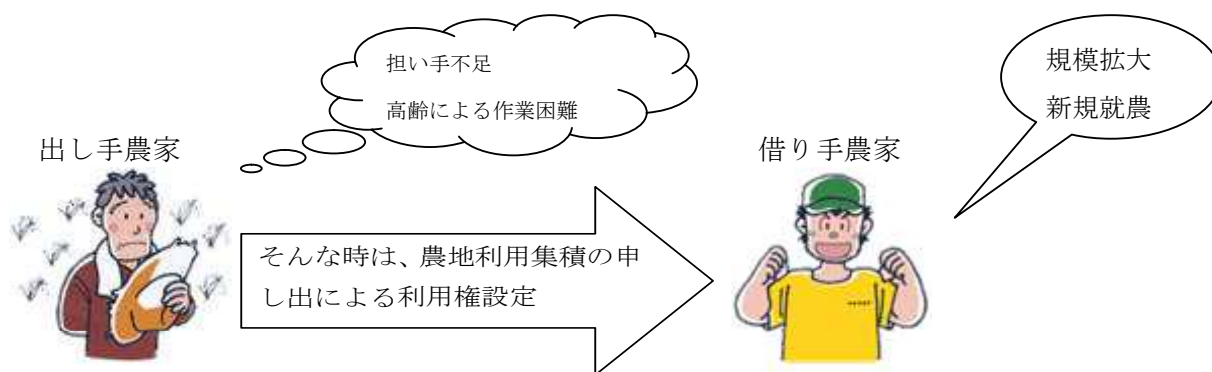 担い手不足
高齢による作業困難
規模拡大
新規就農
出し手農家
借り手農家
そんな時は、農地利用集積の申
し出による利用権設定